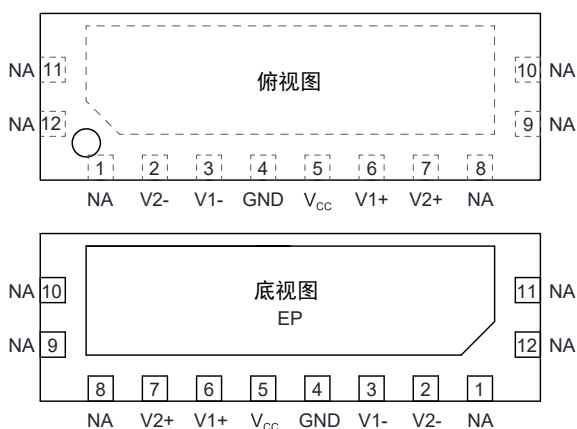 NA 11 俯视图 10 NA
NA 12 9 NA
1 2 3 4 5 6 7 8
NA V2- V1- GND VCC V1+ V2+ NA
NA 10 底视图 11 NA
EP
NA 9 12 NA
8 7 6 5 4 3 2 1
NA V2+ V1+ VCC GND V1- V2- NA